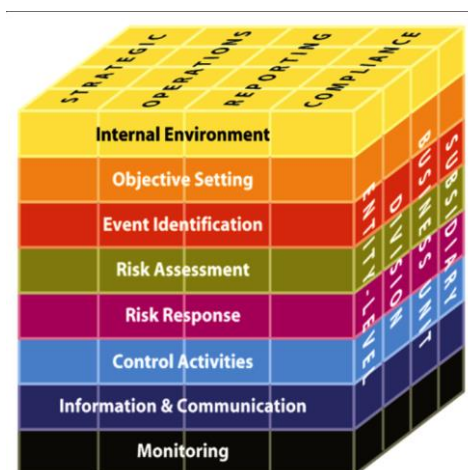 STRATEGIC
OPERATIONS
REPORTING
COMPLIANCE
Internal Environment
Objective Setting
Event Identification
Risk Assessment
Risk Response
Control Activities
Information & Communication
Monitoring
ENTITY-LEVEL
DIVISION
BUSINESS UNIT
SUBSIDIARY